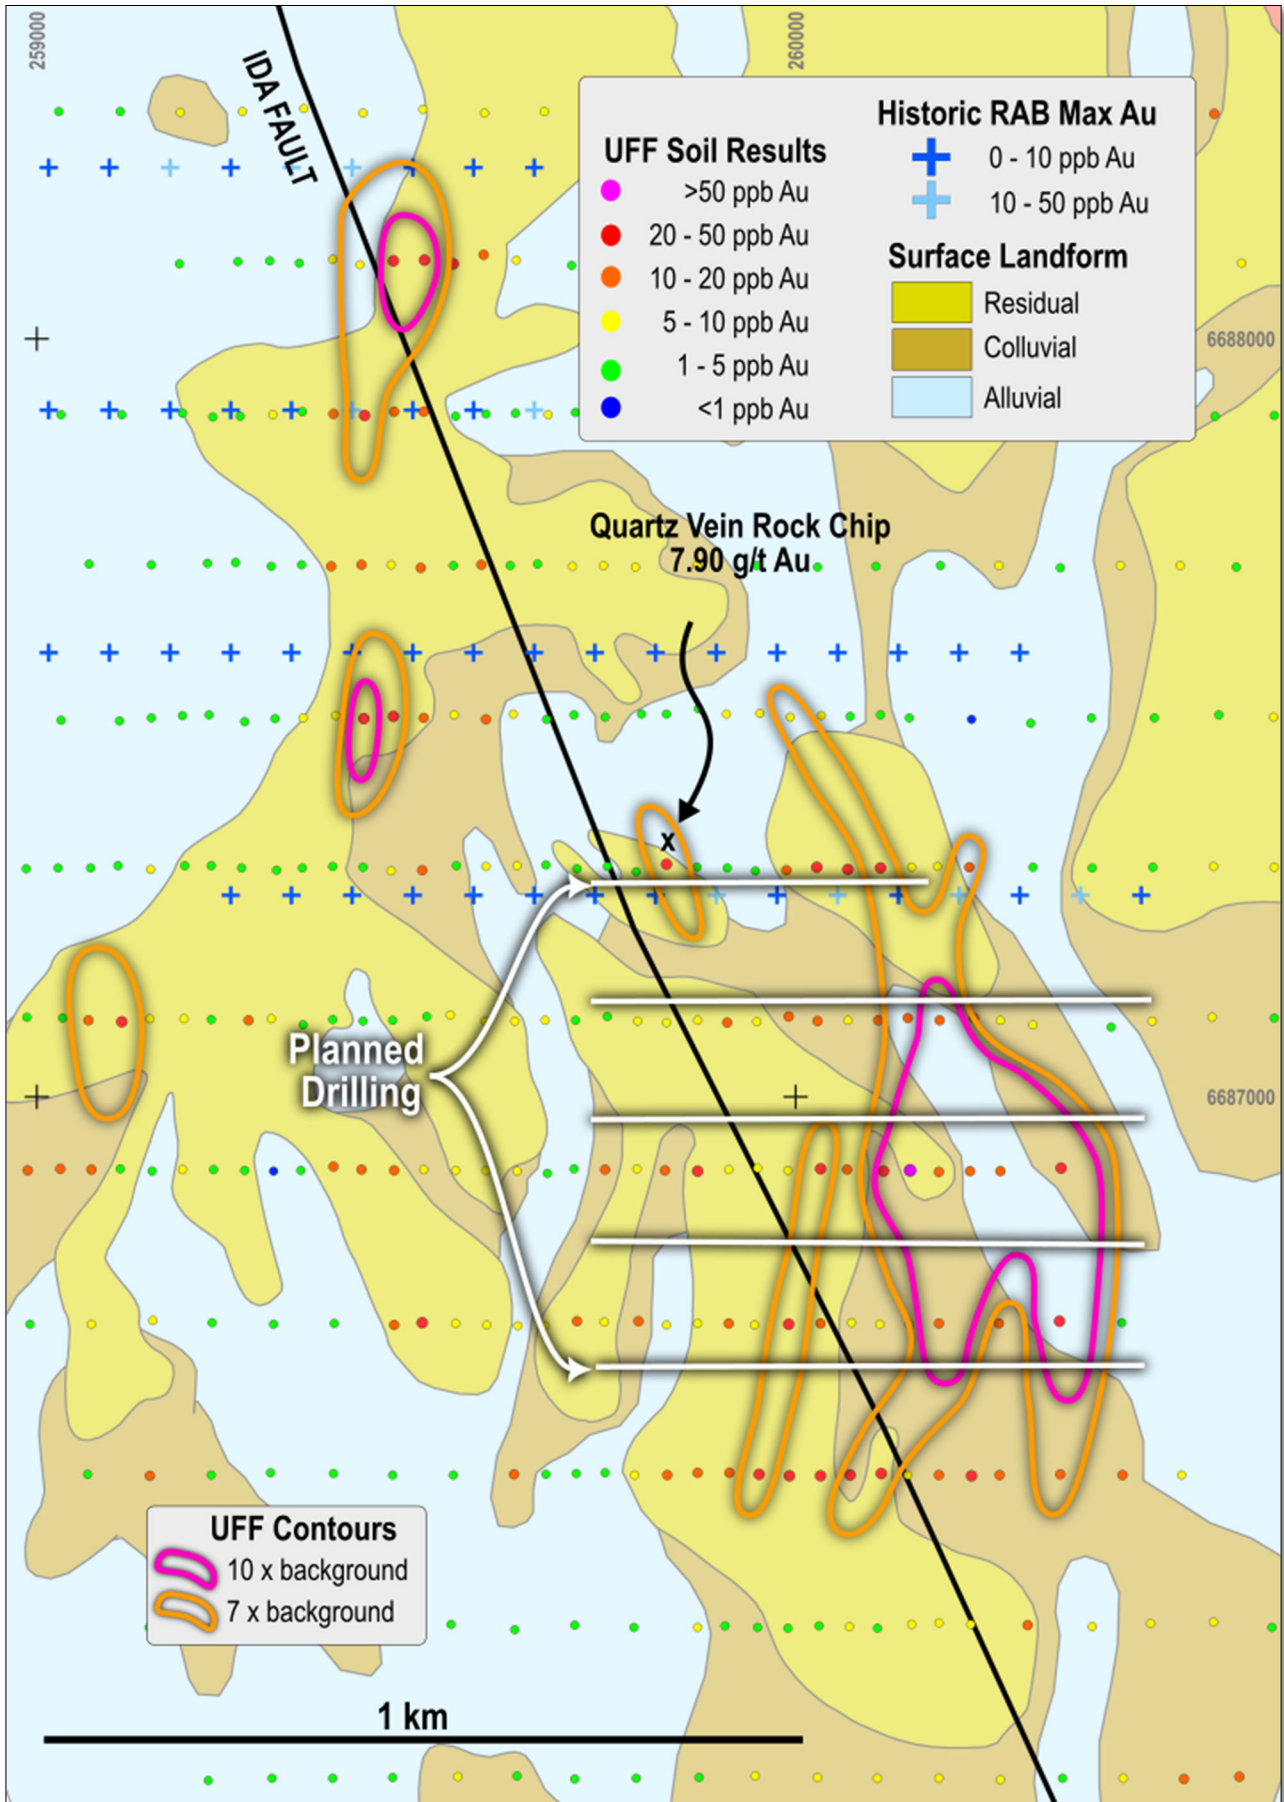 259000
260000
IDA FAULT
UFF Soil Results
>50 ppb Au
20 - 50 ppb Au
10 - 20 ppb Au
5 - 10 ppb Au
1 - 5 ppb Au
<1 ppb Au
Historic RAB Max Au
0 - 10 ppb Au
10 - 50 ppb Au
Surface Landform
Residual
Colluvial
Alluvial
6688000
Quartz Vein Rock Chip
7.90 g/t Au
x
Planned
Drilling
6687000
UFF Contours
10 x background
7 x background
1 km